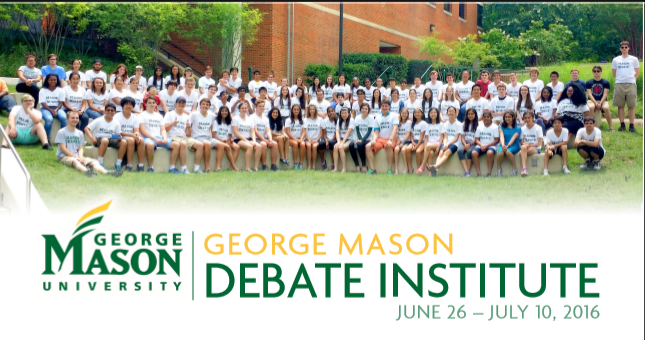 GEORGE
MASON
UNIVERSITY
GEORGE MASON
DEBATE INSTITUTE
JUNE 26 – JULY 10, 2016